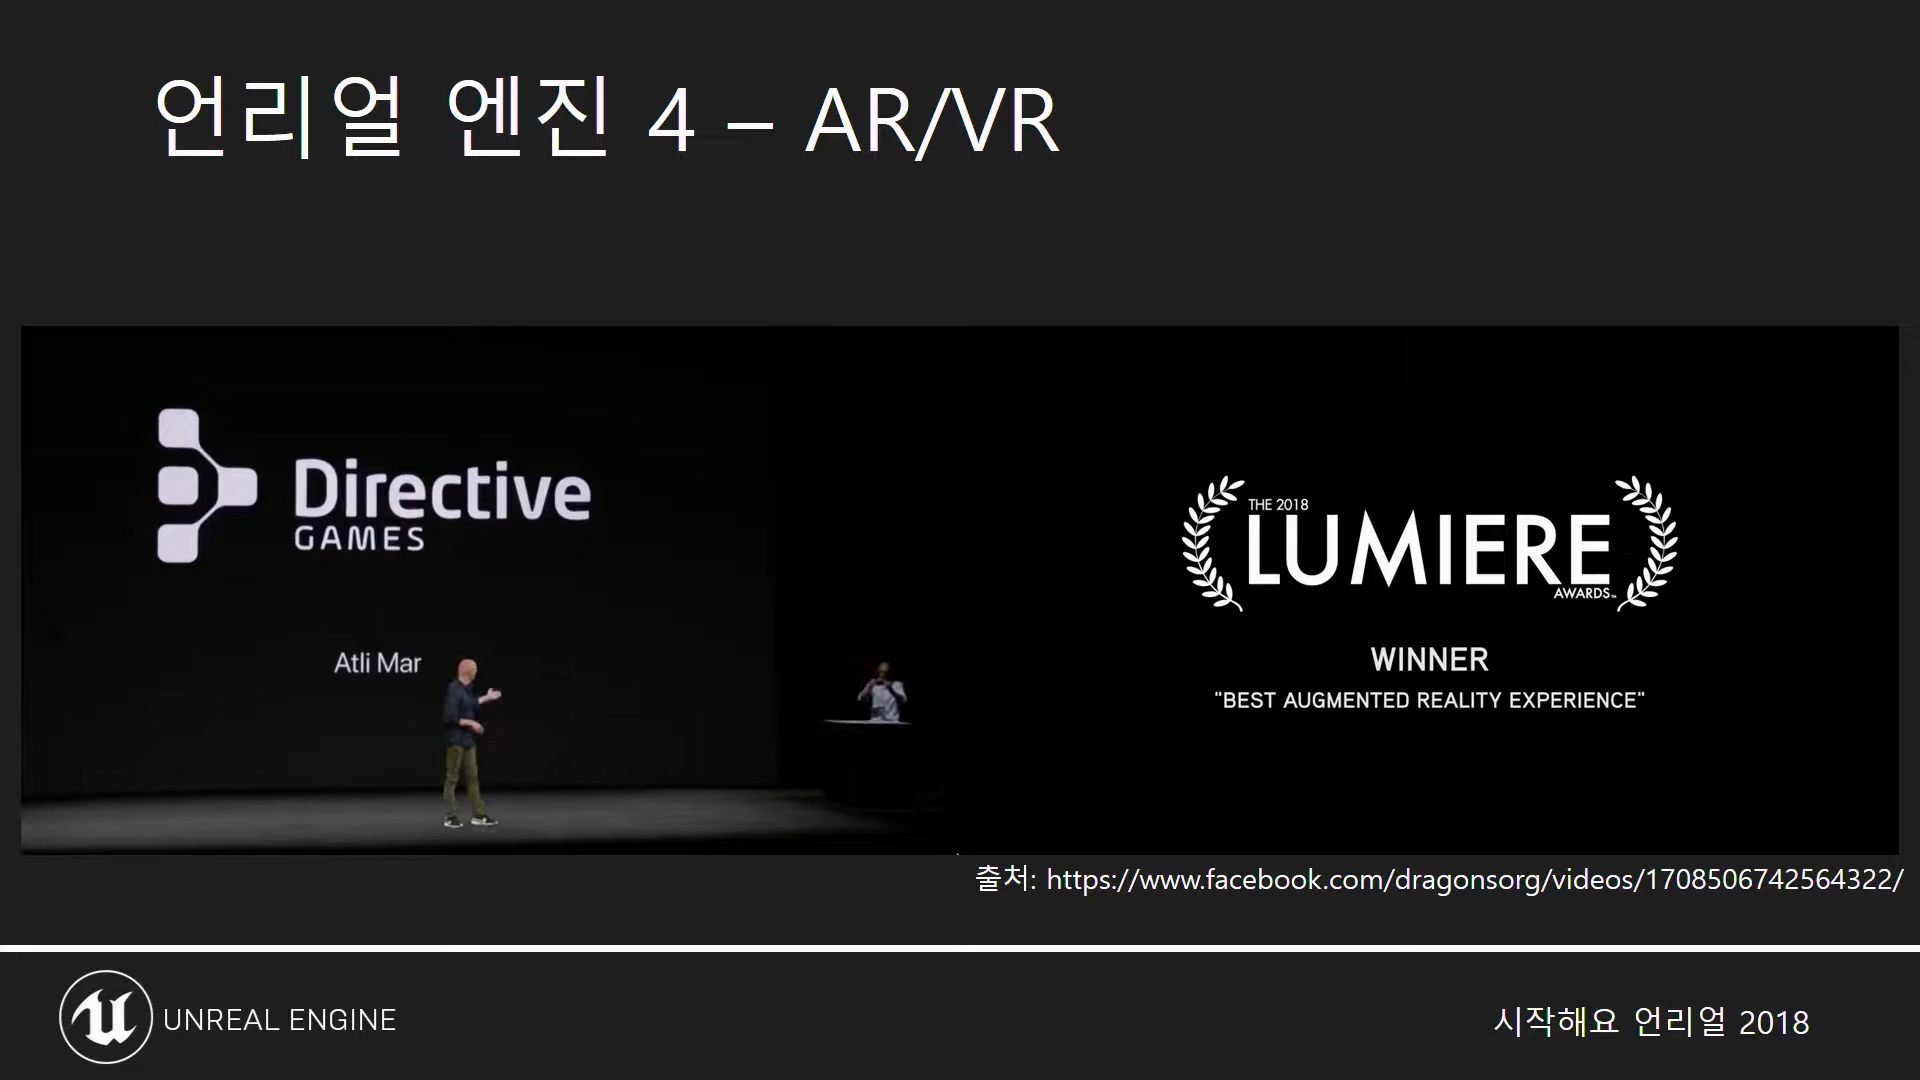 언리얼 엔진 4 – AR/VR
Directive
GAMES
Atli Mar
THE 2018
LUMIERE
AWARDS™
WINNER
"BEST AUGMENTED REALITY EXPERIENCE"
출처: https://www.facebook.com/dragonsorg/videos/1708506742564322/
UNREAL ENGINE
시작해요 언리얼 2018